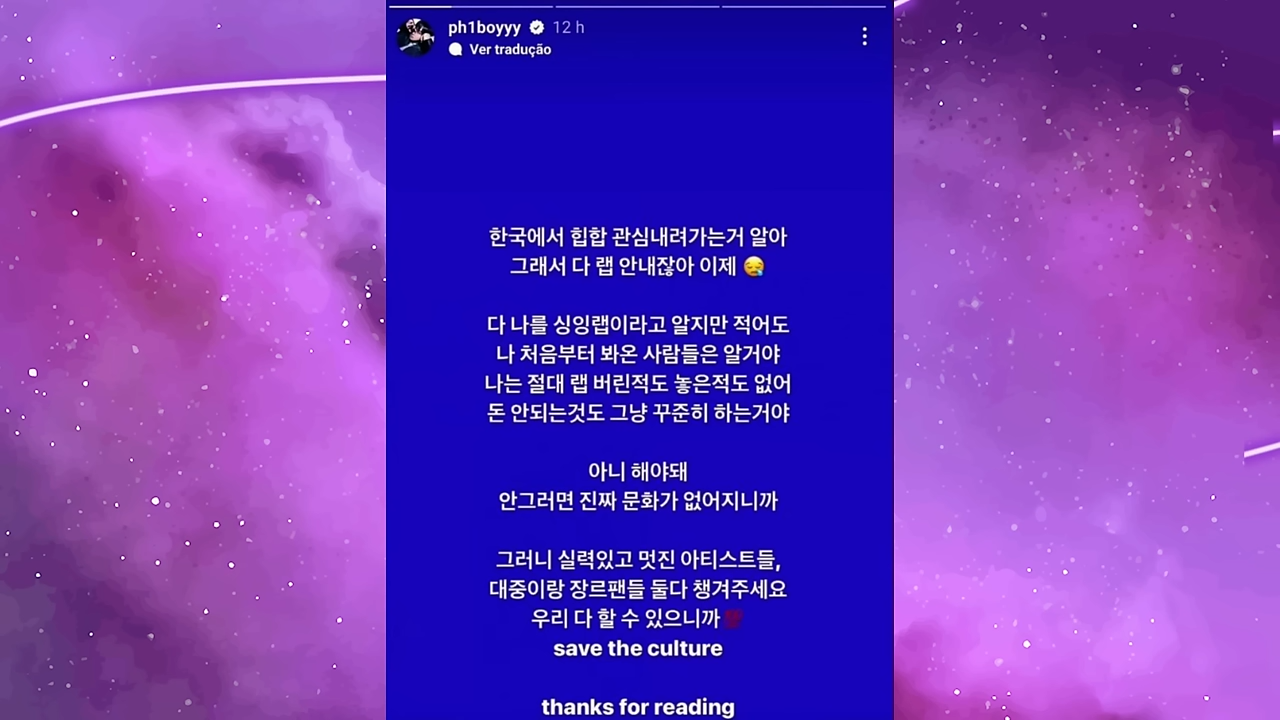 ph1boyyy 12 h
Ver tradução
한국에서 힙합 관심내려가는거 알아
그래서 다 랩 안내잖아 이제 😪
다 나를 싱잉랩이라고 알지만 적어도
나 처음부터 봐온 사람들은 알거야
나는 절대 랩 버린적도 놓은적도 없어
돈 안되는것도 그냥 꾸준히 하는거야
아니 해야돼
안그러면 진짜 문화가 없어지니까
그러니 실력있고 멋진 아티스트들,
대중이랑 장르팬들 둘다 챙겨주세요
우리 다 할 수 있으니까💯
save the culture
thanks for reading